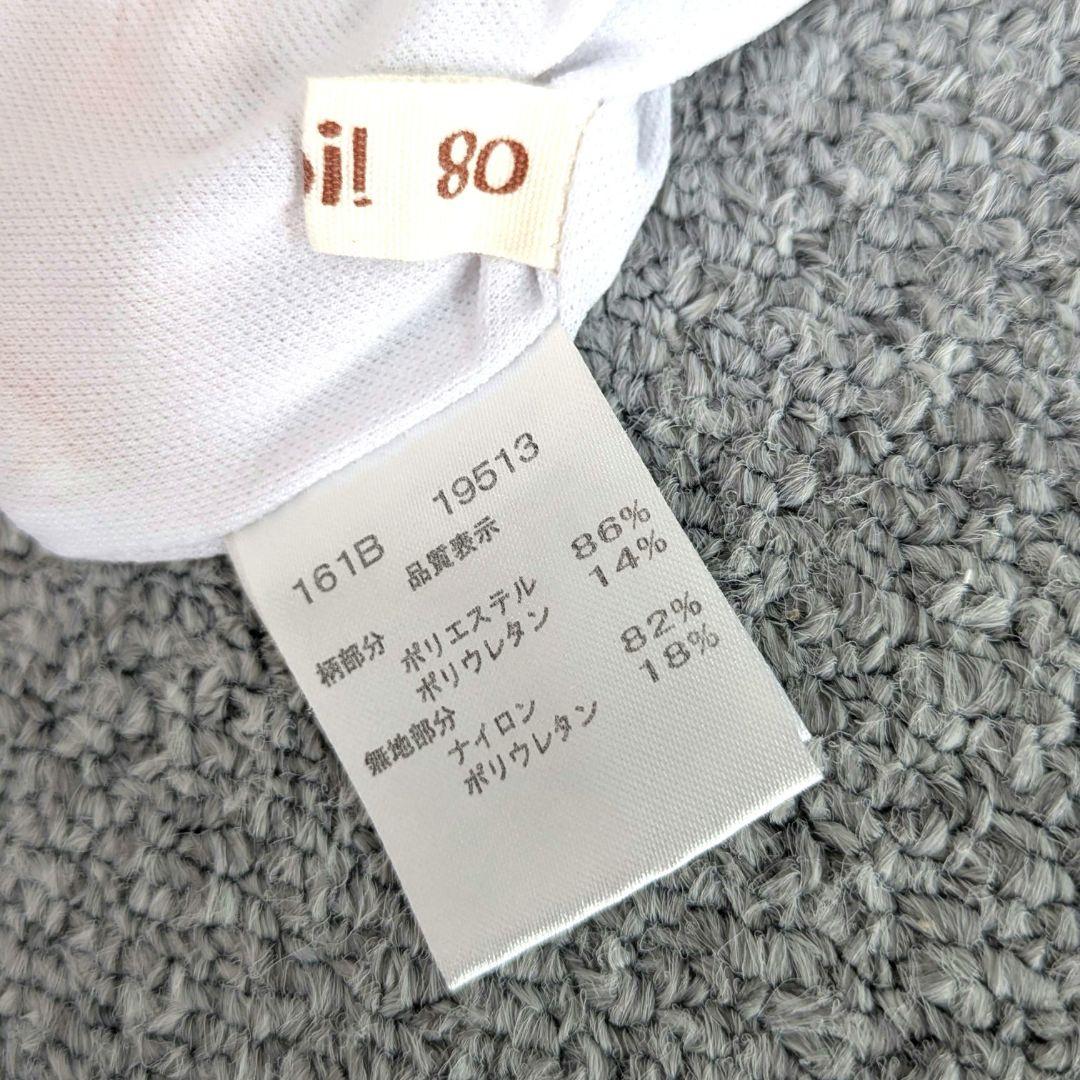 i! 80
161B 19513
品質表示
柄部分 ポリエステル 86%
ポリウレタン 14%
無地部分
ナイロン 82%
ポリウレタン 18%